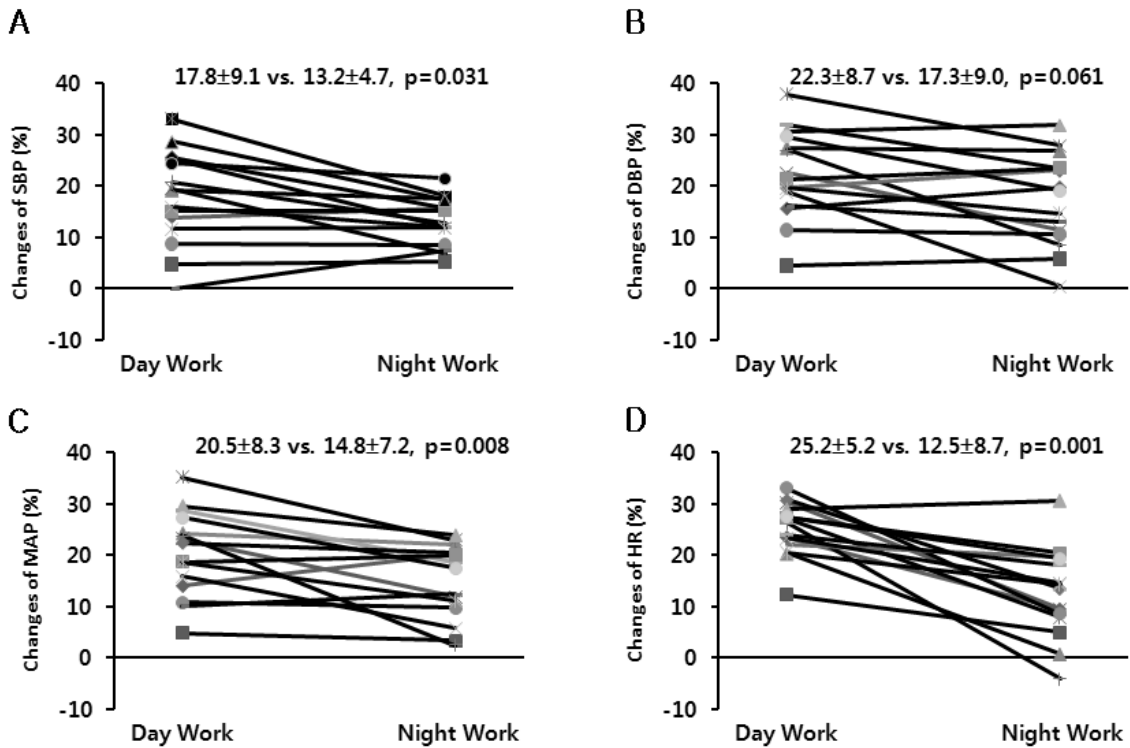 A
17.8±9.1 vs. 13.2±4.7, p=0.031
Changes of SBP (%)
40
30
20
10
0
-10
Day Work
Night Work
B
22.3±8.7 vs. 17.3±9.0, p=0.061
Changes of DBP (%)
40
30
20
10
0
-10
Day Work
Night Work
C
20.5±8.3 vs. 14.8±7.2, p=0.008
Changes of MAP (%)
40
30
20
10
0
-10
Day Work
Night Work
D
25.2±5.2 vs. 12.5±8.7, p=0.001
Changes of HR (%)
40
30
20
10
0
-10
Day Work
Night Work